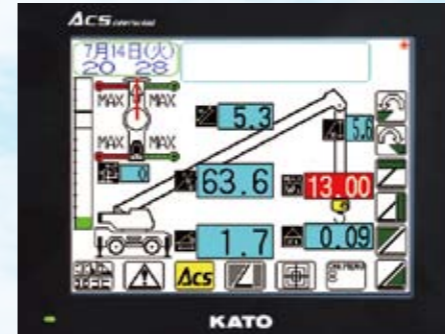 ACS
7月14日(火)
20 28
MAX MAX
MAX MAX
5.3
5.6
0
63.6
13.00
1.7
0.09
ACS
KATO